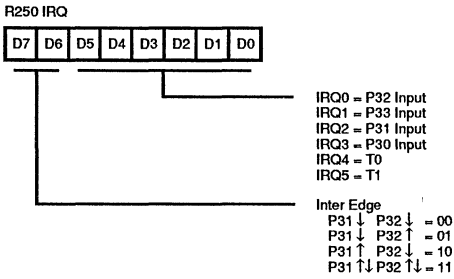 R250 IRQ
D7 D6 D5 D4 D3 D2 D1 D0
IRQ0 = P32 Input
IRQ1 = P33 Input
IRQ2 = P31 Input
IRQ3 = P30 Input
IRQ4 = T0
IRQ5 = T1
Inter Edge
P31 ↓ P32 ↓ = 00
P31 ↓ P32 ↑ = 01
P31 ↑ P32 ↓ = 10
P31 ↑↓ P32 ↑↓ = 11